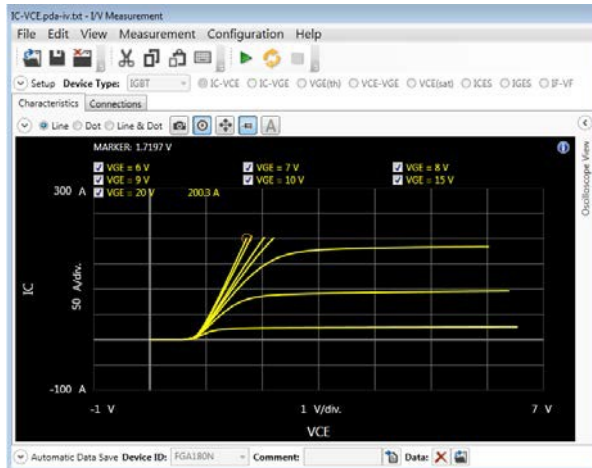 IC-VCE.pda-iv.txt - I/V Measurement
File Edit View Measurement Configuration Help
Setup Device Type: IGBT IC-VCE IC-VGE VGE(th) VCE-VGE VCE(sat) ICES IGES IF-VF
Characteristics Connections
Line Dot Line & Dot A
MARKER: 1.7197 V
VGE = 6 V VGE = 7 V VGE = 8 V
VGE = 9 V VGE = 10 V VGE = 15 V
300 A VGE = 20 V 200.3 A
Oscilloscope View
IC
50 A/div.
-100 A
-1 V 1 V/div. 7 V
VCE
Automatic Data Save Device ID: FGA180N Comment: Data: